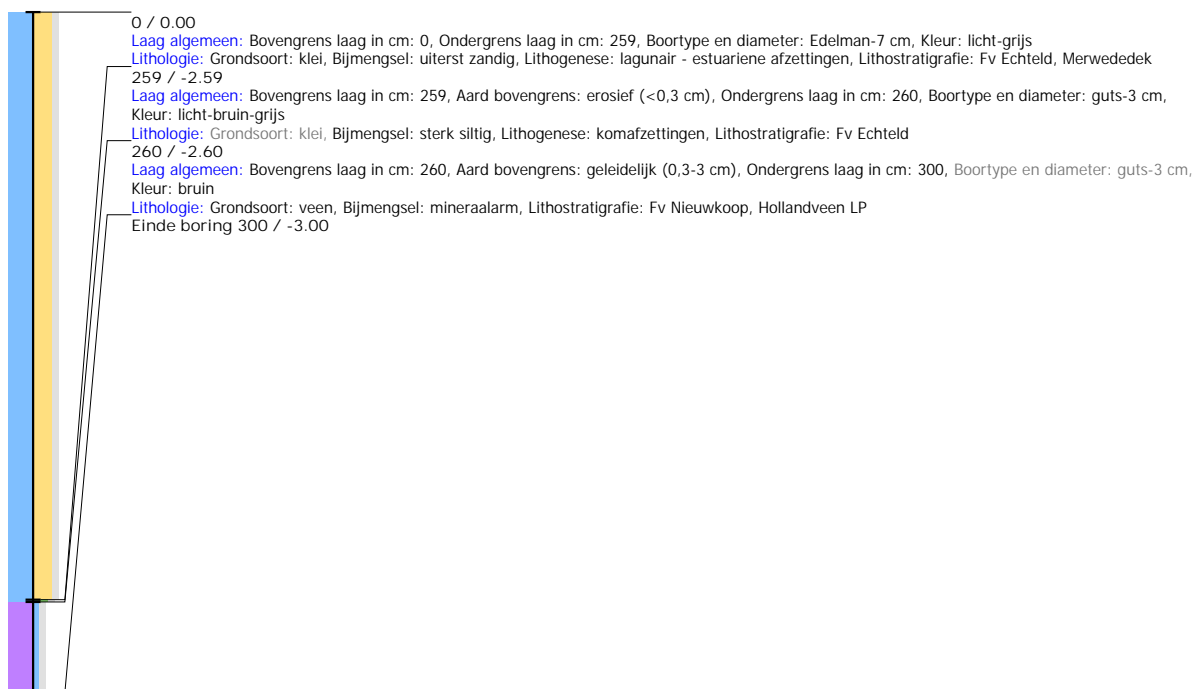 0 / 0.00
Laag algemeen: Bovengrens laag in cm: 0, Ondergrens laag in cm: 259, Boortype en diameter: Edelman-7 cm, Kleur: licht-grijs
Lithologie: Grondsoort: klei, Bijmengsel: uiterst zandig, Lithogenese: lagunair - estuariene afzettingen, Lithostratigrafie: Fv Echteld, Merwededek
259 / -2.59
Laag algemeen: Bovengrens laag in cm: 259, Aard bovengrens: erosief (<0,3 cm), Ondergrens laag in cm: 260, Boortype en diameter: guts-3 cm,
Kleur: licht-bruin-grijs
Lithologie: Grondsoort: klei, Bijmengsel: sterk siltig, Lithogenese: komafzettingen, Lithostratigrafie: Fv Echteld
260 / -2.60
Laag algemeen: Bovengrens laag in cm: 260, Aard bovengrens: geleidelijk (0,3-3 cm), Ondergrens laag in cm: 300, Boortype en diameter: guts-3 cm,
Kleur: bruin
Lithologie: Grondsoort: veen, Bijmengsel: mineraalarm, Lithostratigrafie: Fv Nieuwkoop, Hollandveen LP
Einde boring 300 / -3.00